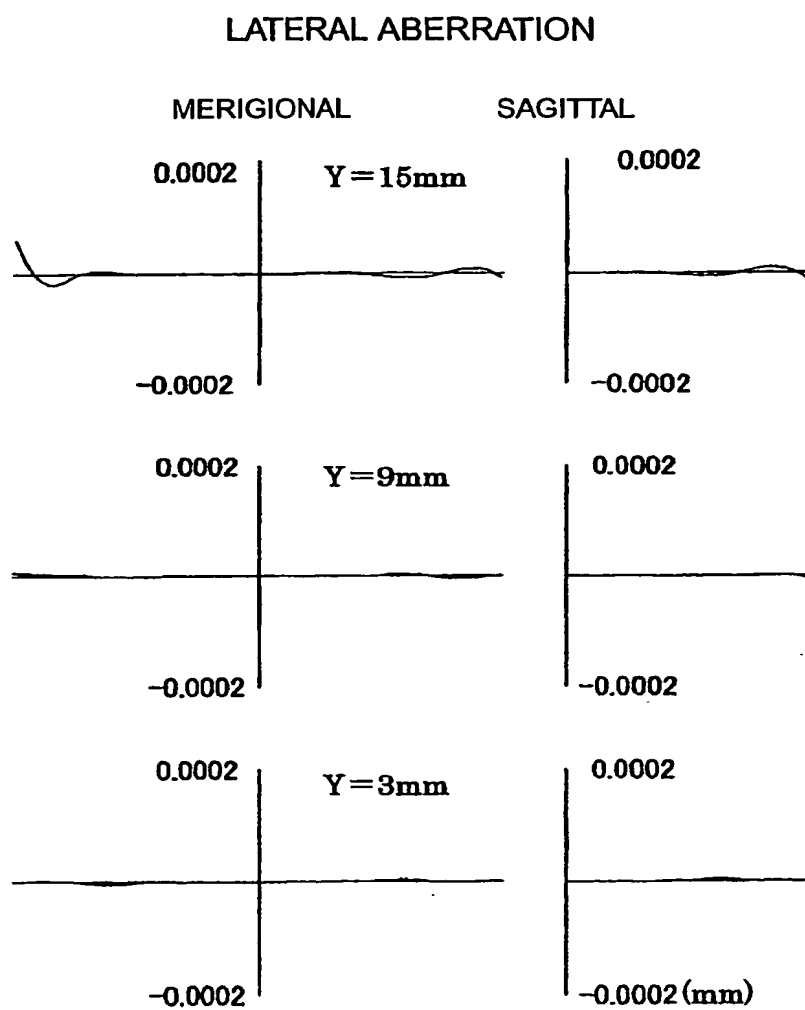 LATERAL ABERRATION
MERIGIONAL SAGITTAL
0.0002 Y=15mm 0.0002
-0.0002 -0.0002
0.0002 Y=9mm 0.0002
-0.0002 -0.0002
0.0002 Y=3mm 0.0002
-0.0002 -0.0002 (mm)